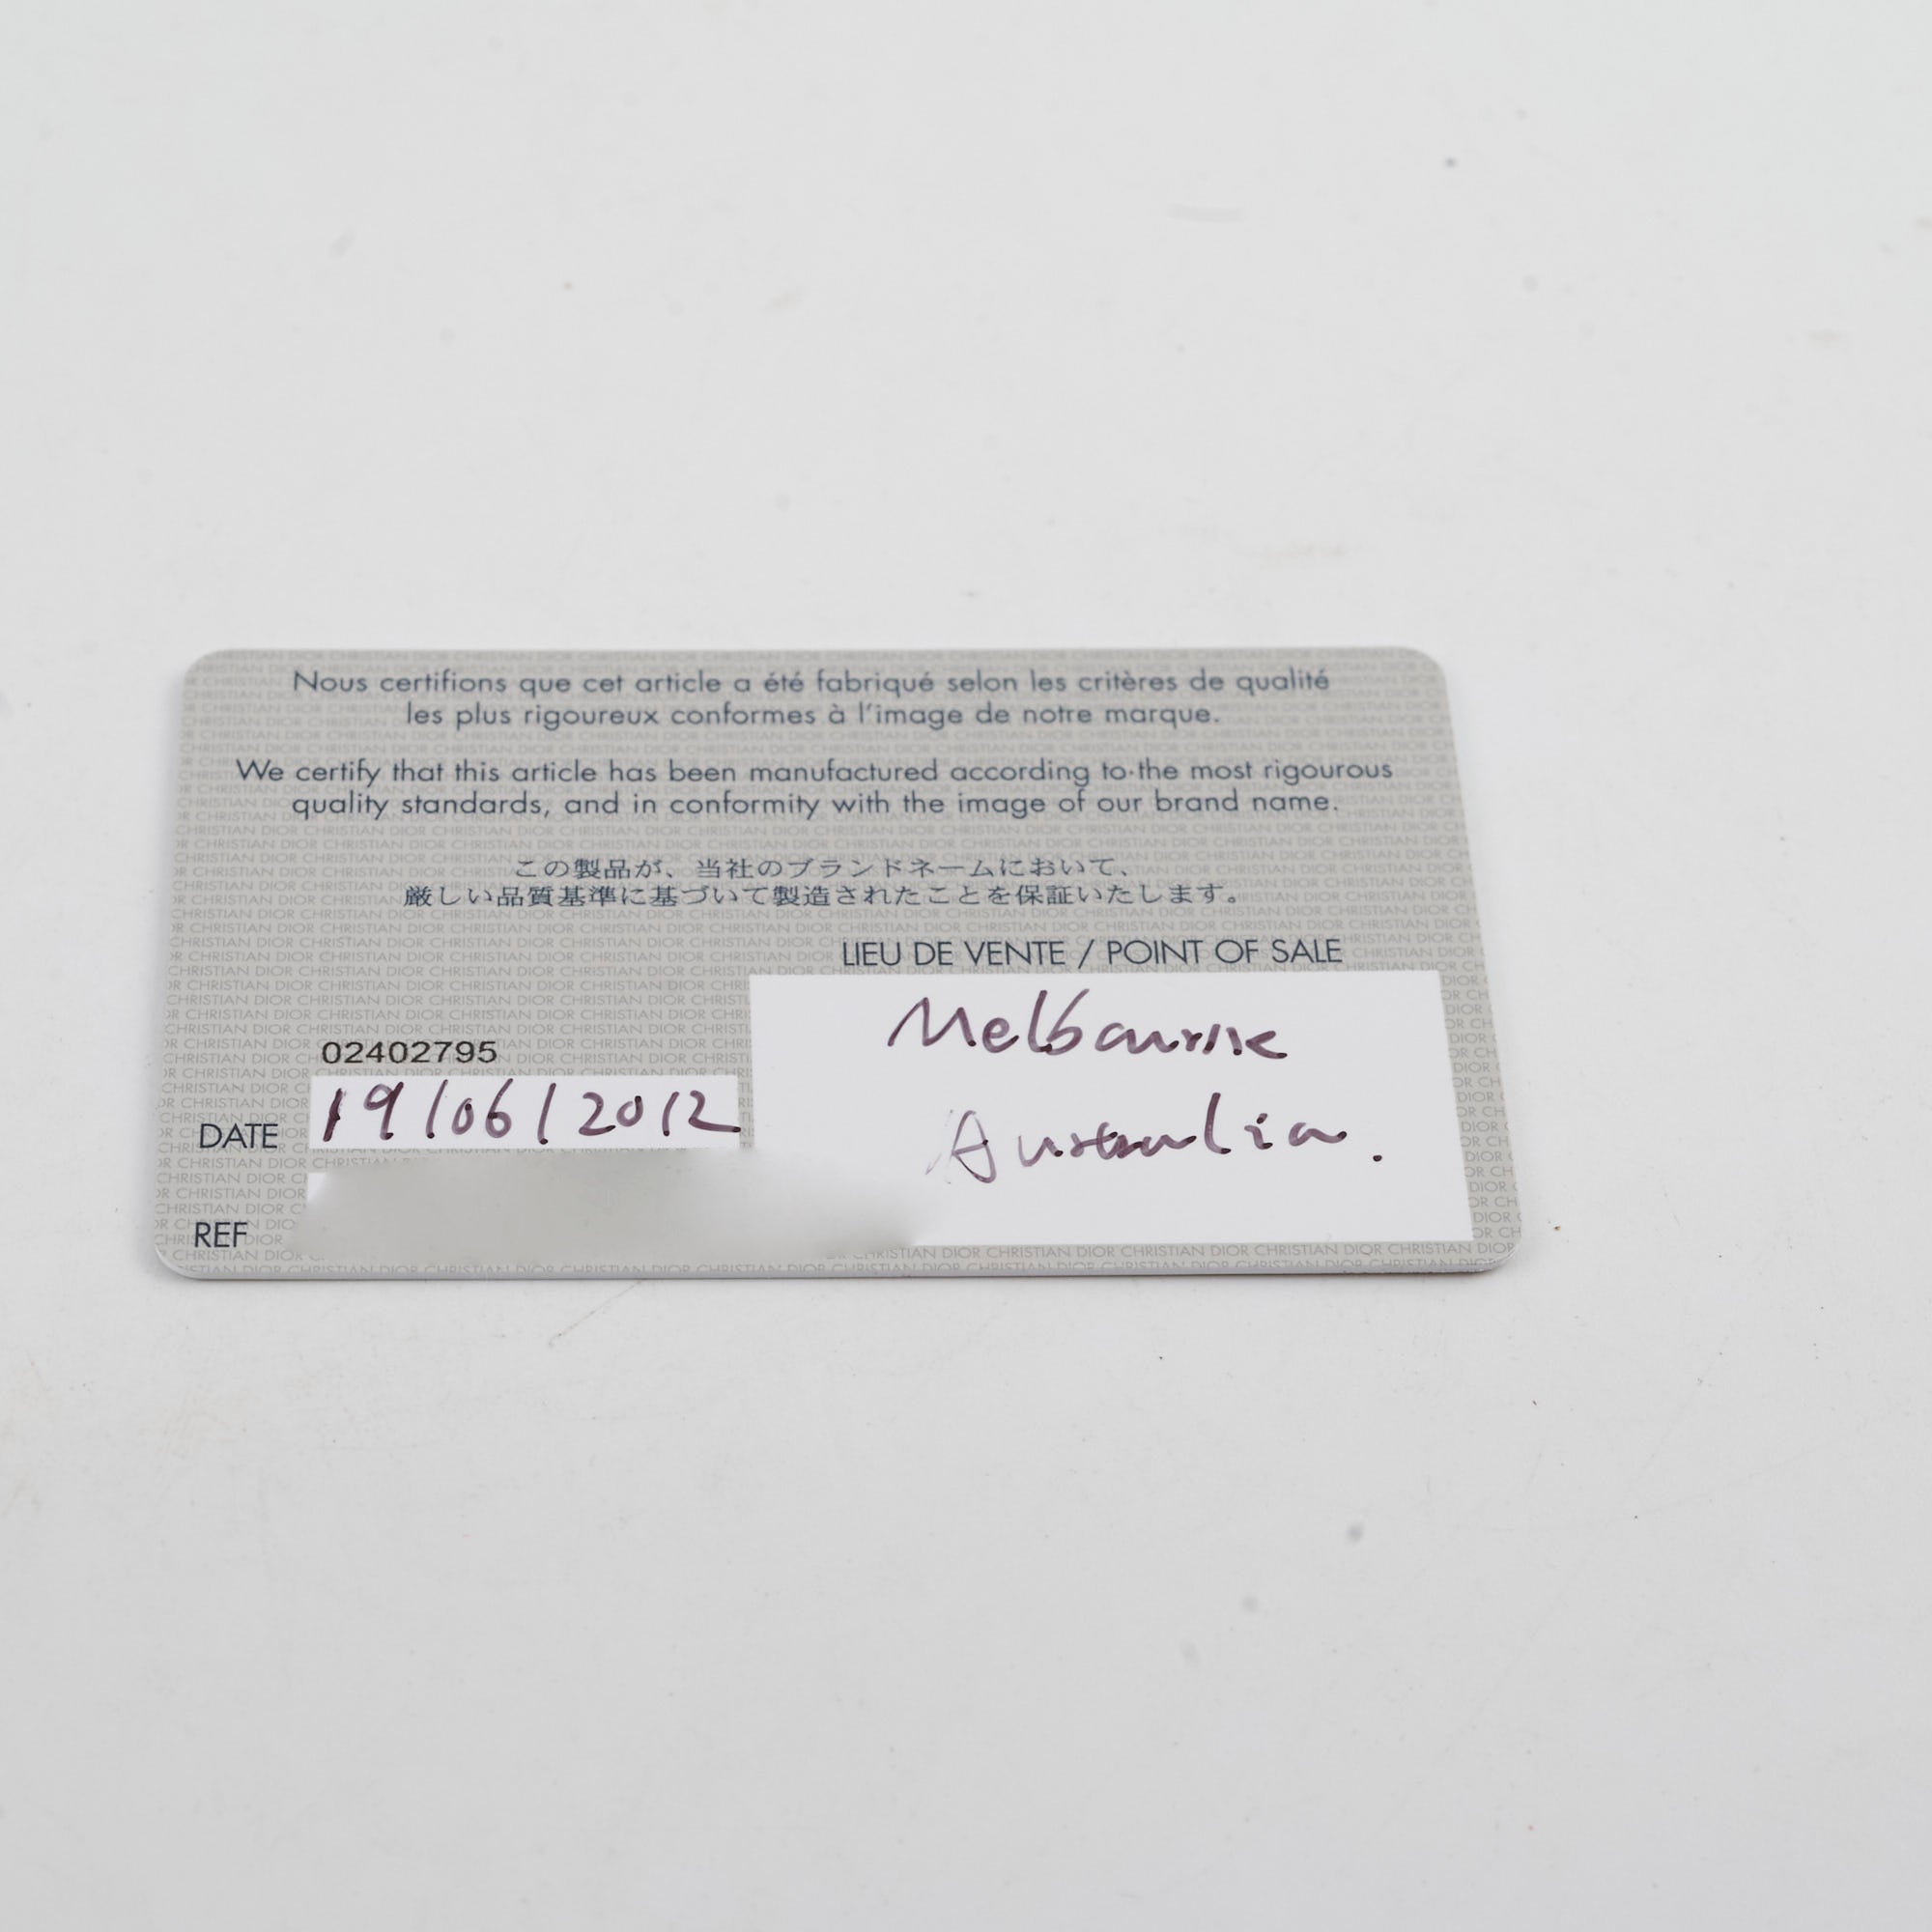 Nous certifions que cet article a été fabriqué selon les critères de qualité
les plus rigoureux conformes à l'image de notre marque.
We certify that this article has been manufactured according to the most rigourous
quality standards, and in conformity with the image of our brand name.
この製品が、当社のブランドネームにおいて、
厳しい品質基準に基づいて製造されたことを保証いたします。
LIEU DE VENTE / POINT OF SALE
Melbourne
Australia.
02402795
DATE 19/06/2012
REF